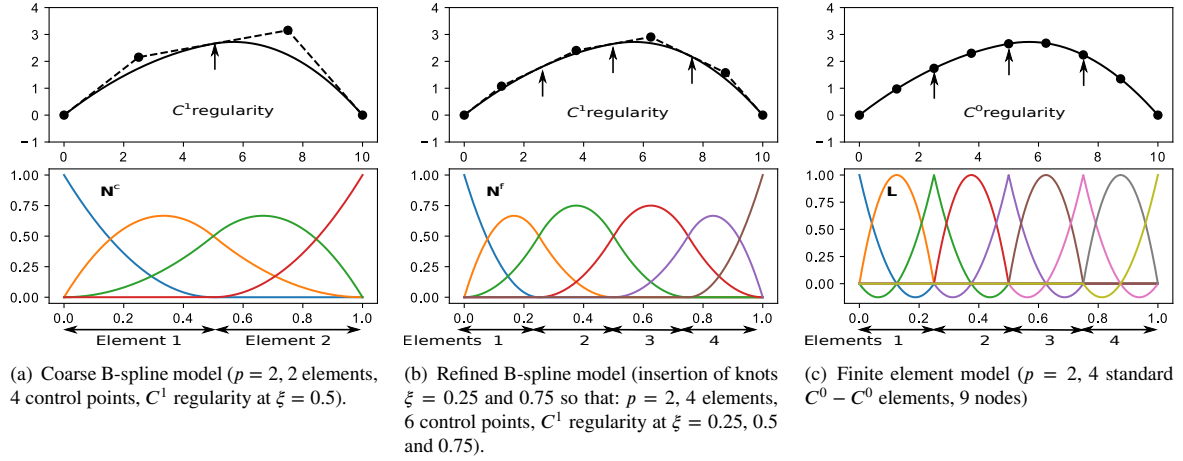 4
3
2
1
0
−1
C¹regularity
0 2 4 6 8 10
4
3
2
1
0
−1
C¹regularity
0 2 4 6 8 10
4
3
2
1
0
−1
C⁰regularity
0 2 4 6 8 10
1.00
0.75
0.50
0.25
0.00
Nᶜ
0.0 0.2 0.4 0.6 0.8 1.0
Element 1 Element 2
1.00
0.75
0.50
0.25
0.00
Nᶠ
0.0 0.2 0.4 0.6 0.8 1.0
Elements 1 2 3 4
1.00
0.75
0.50
0.25
0.00
L
0.0 0.2 0.4 0.6 0.8 1.0
Elements 1 2 3 4
(a) Coarse B-spline model (p = 2, 2 elements,
4 control points, C¹ regularity at ξ = 0.5).
(b) Refined B-spline model (insertion of knots
ξ = 0.25 and 0.75 so that: p = 2, 4 elements,
6 control points, C¹ regularity at ξ = 0.25, 0.5
and 0.75).
(c) Finite element model (p = 2, 4 standard
C⁰ − C⁰ elements, 9 nodes)